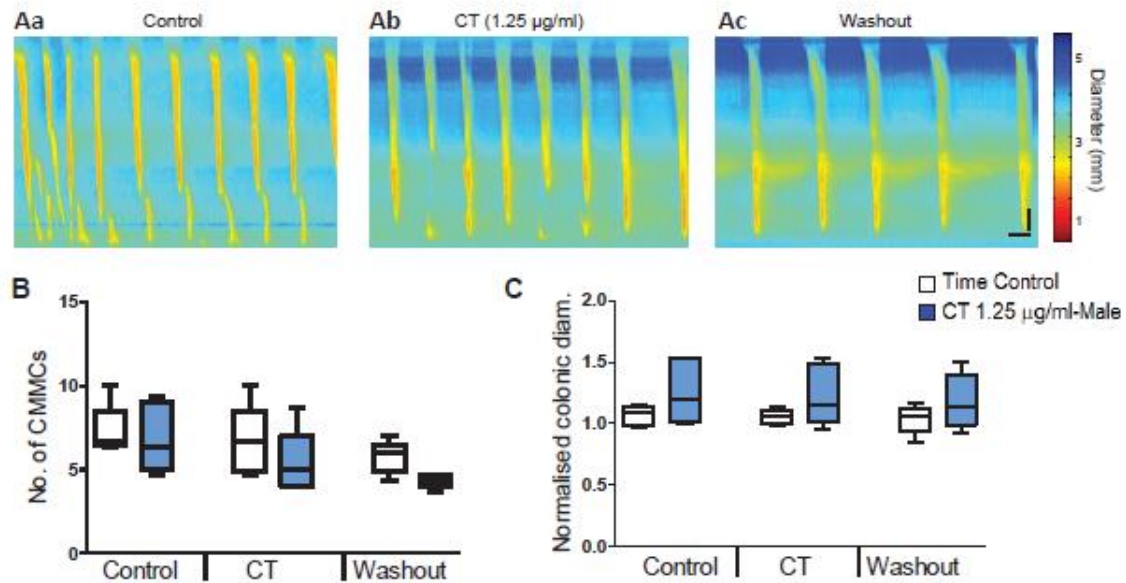 Aa Control
Ab CT (1.25 µg/ml)
Ac Washout
5
3
1
Diameter (mm)
B
No. of CMMCs
15
10
5
0
Control CT Washout
C
Normalised colonic diam.
2.0
1.5
1.0
0.5
0.0
Control CT Washout
Time Control
CT 1.25 µg/ml-Male